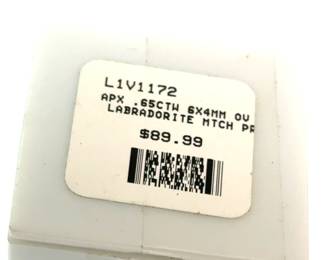 L1V1172
APX .65CTW 6X4MM OV
LABRADORITE MTCH PR
$89.99